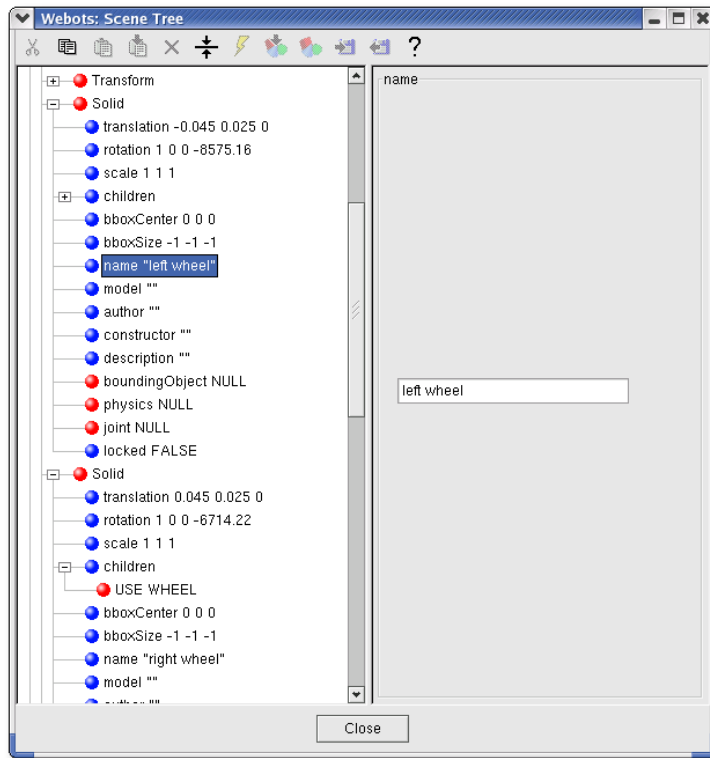 Webots: Scene Tree
?
Transform
Solid
translation -0.045 0.025 0
rotation 1 0 0 -8575.16
scale 1 1 1
children
bboxCenter 0 0 0
bboxSize -1 -1 -1
name "left wheel"
model ""
author ""
constructor ""
description ""
boundingObject NULL
physics NULL
joint NULL
locked FALSE
Solid
translation 0.045 0.025 0
rotation 1 0 0 -6714.22
scale 1 1 1
children
USE WHEEL
bboxCenter 0 0 0
bboxSize -1 -1 -1
name "right wheel"
model ""
name
left wheel
Close